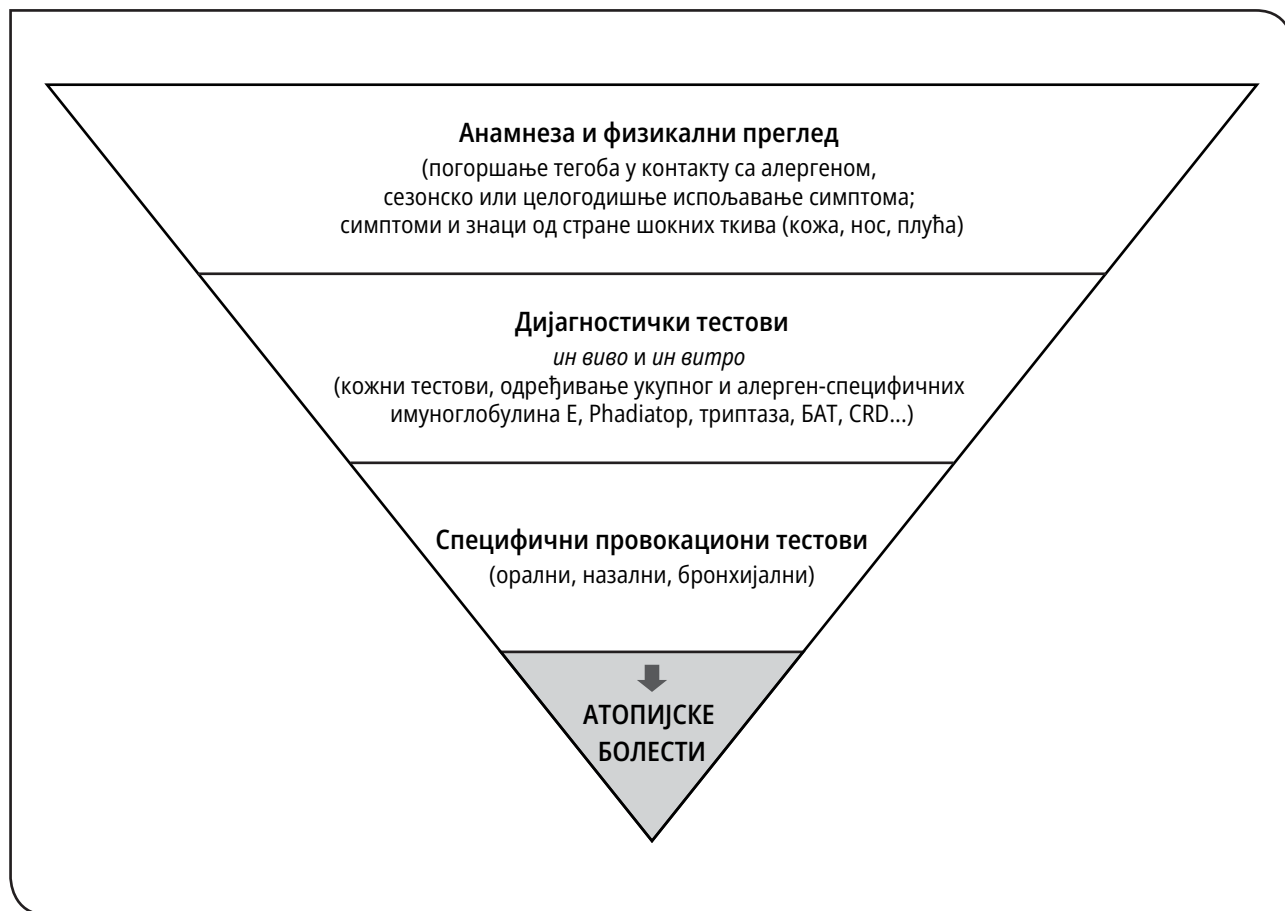 Анамнеза и физикални преглед
(погоршање тегоба у контакту са алергеном,
сезонско или целогодишње испољавање симптома;
симптоми и знаци од стране шокних ткива (кожа, нос, плућа)
Дијагностички тестови
ин виво и ин витро
(кожни тестови, одређивање укупног и алерген-специфичних
имуноглобулина Е, Phadiatop, триптаза, БАТ, CRD...)
Специфични провокациони тестови
(орални, назални, бронхијални)
АТОПИЈСКЕ
БОЛЕСТИ